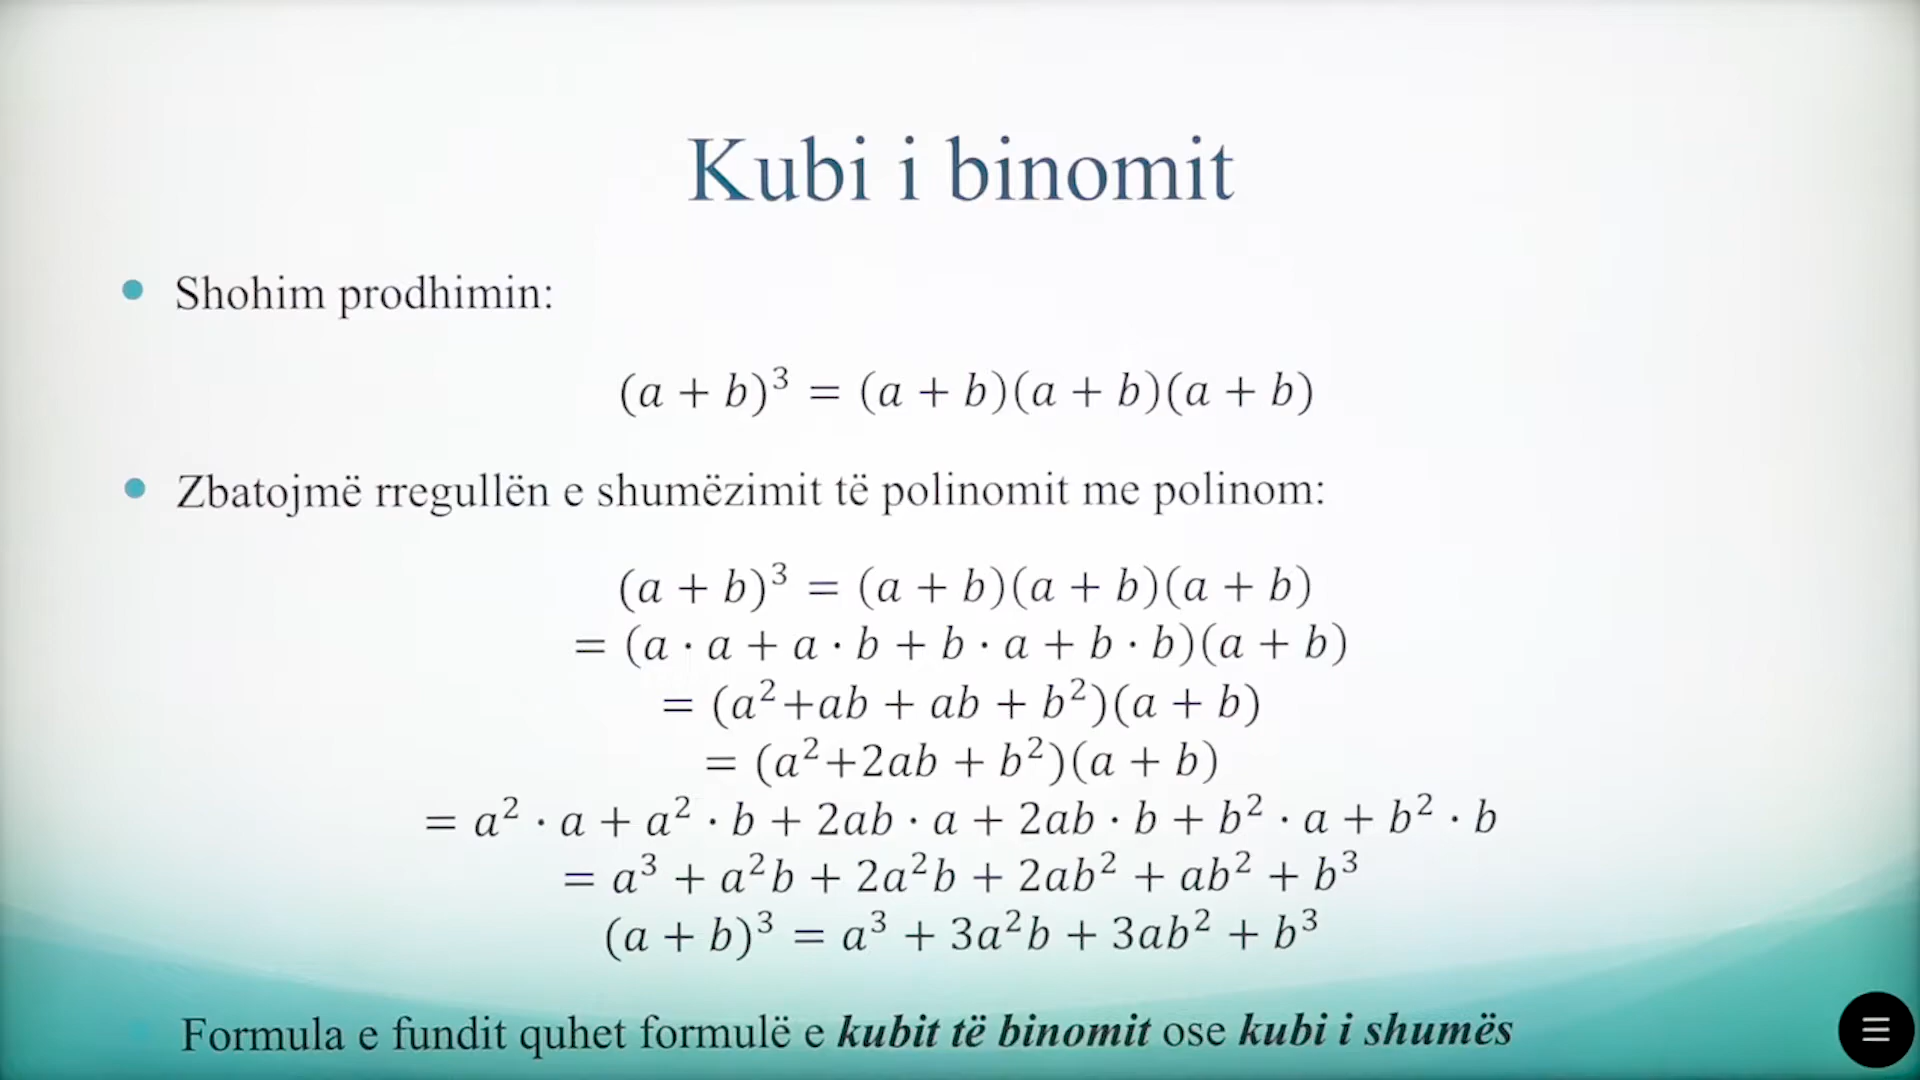 Kubi i binomit
Shohim prodhimin:
(a + b)³ = (a + b)(a + b)(a + b)
Zbatojmë rregullën e shumëzimit të polinomit me polinom:
(a + b)³ = (a + b)(a + b)(a + b)
= (a · a + a · b + b · a + b · b)(a + b)
= (a²+ab + ab + b²)(a + b)
= (a²+2ab + b²)(a + b)
= a² · a + a² · b + 2ab · a + 2ab · b + b² · a + b² · b
= a³ + a²b + 2a²b + 2ab² + ab² + b³
(a + b)³ = a³ + 3a²b + 3ab² + b³
Formula e fundit quhet formulë e kubit të binomit ose kubi i shumës